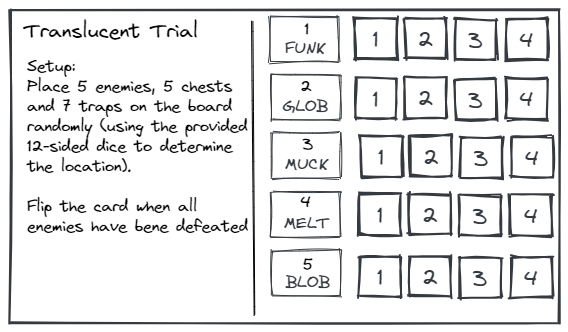 Translucent Trial
Setup:
Place 5 enemies, 5 chests
and 7 traps on the board
randomly (using the provided
12-sided dice to determine
the location).
Flip the card when all
enemies have bene defeated
1
FUNK
1 2 3 4
2
GLOB
1 2 3 4
3
MUCK
1 2 3 4
4
MELT
1 2 3 4
5
BLOB
1 2 3 4